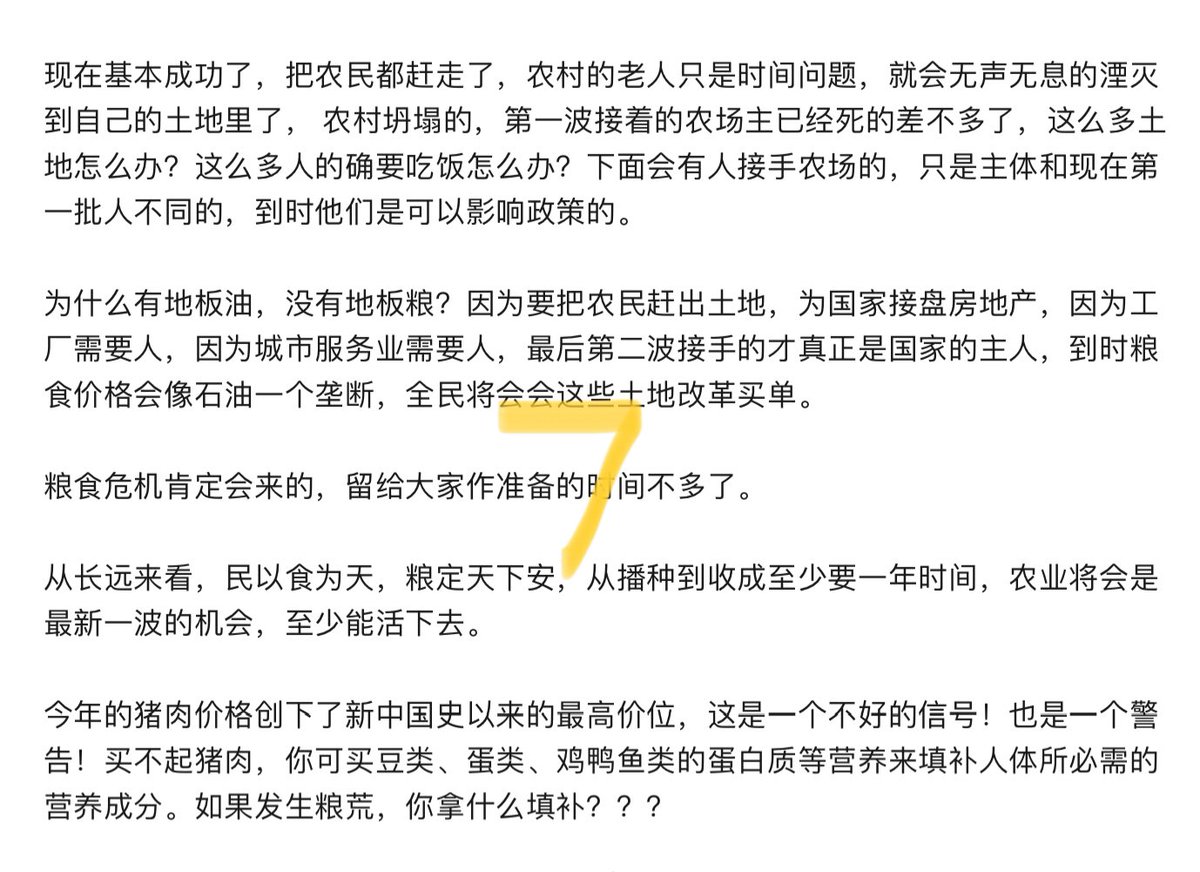 现在基本成功了，把农民都赶走了，农村的老人只是时间问题，就会无声无息的湮灭
到自己的土地里了， 农村坍塌的，第一波接着的农场主已经死的差不多了，这么多土
地怎么办？这么多人的确要吃饭怎么办？下面会有人接手农场的，只是主体和现在第
一批人不同的，到时他们是可以影响政策的。
为什么有地板油，没有地板粮？因为要把农民赶出土地，为国家接盘房地产，因为工
厂需要人，因为城市服务业需要人，最后第二波接手的才真正是国家的主人，到时粮
食价格会像石油一个垄断，全民将会会这些土地改革买单。
7
粮食危机肯定会来的，留给大家作准备的时间不多了。
从长远来看，民以食为天，粮定天下安，从播种到收成至少要一年时间，农业将会是
最新一波的机会，至少能活下去。
今年的猪肉价格创下了新中国史以来的最高价位，这是一个不好的信号！也是一个警
告！买不起猪肉，你可买豆类、蛋类、鸡鸭鱼类的蛋白质等营养来填补人体所必需的
营养成分。如果发生粮荒，你拿什么填补？？？